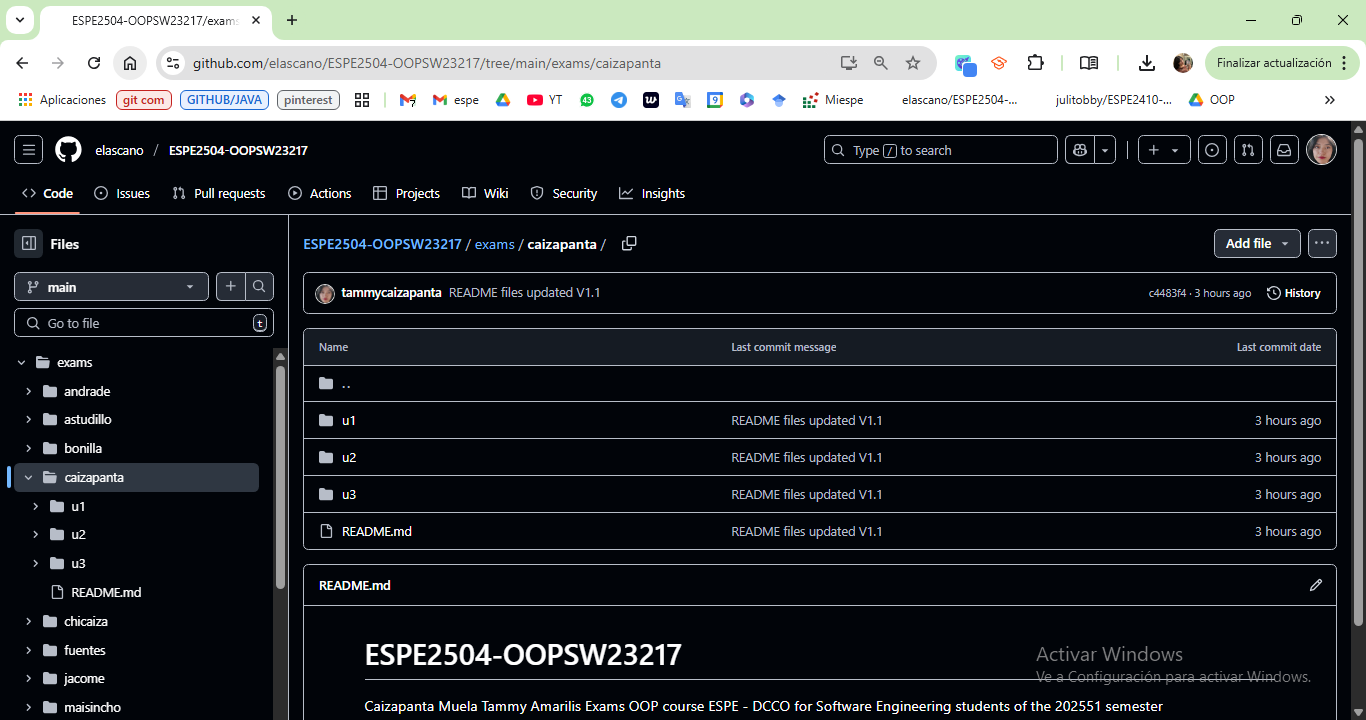 ESPE2504-OOPSW23217/exams
github.com/elascano/ESPE2504-OOPSW23217/tree/main/exams/caizapanta
Finalizar actualización
Aplicaciones git com GITHUB/JAVA pinterest espe YT 43 Miespe elascano/ESPE2504-... julitobby/ESPE2410-... OOP
elascano / ESPE2504-OOPSW23217
Type / to search
Code Issues Pull requests Actions Projects Wiki Security Insights
Files
main
Go to file t
exams
andrade
astudillo
bonilla
caizapanta
u1
u2
u3
README.md
chicaiza
fuentes
jacome
maisincho
ESPE2504-OOPSW23217 / exams / caizapanta /
Add file
tammycaizapanta README files updated V1.1 c4483f4 · 3 hours ago History
Name Last commit message Last commit date
..
u1 README files updated V1.1 3 hours ago
u2 README files updated V1.1 3 hours ago
u3 README files updated V1.1 3 hours ago
README.md README files updated V1.1 3 hours ago
README.md
ESPE2504-OOPSW23217
Caizapanta Muela Tammy Amarilis Exams OOP course ESPE - DCCO for Software Engineering students of the 202551 semester
Activar Windows
Ve a Configuración para activar Windows.